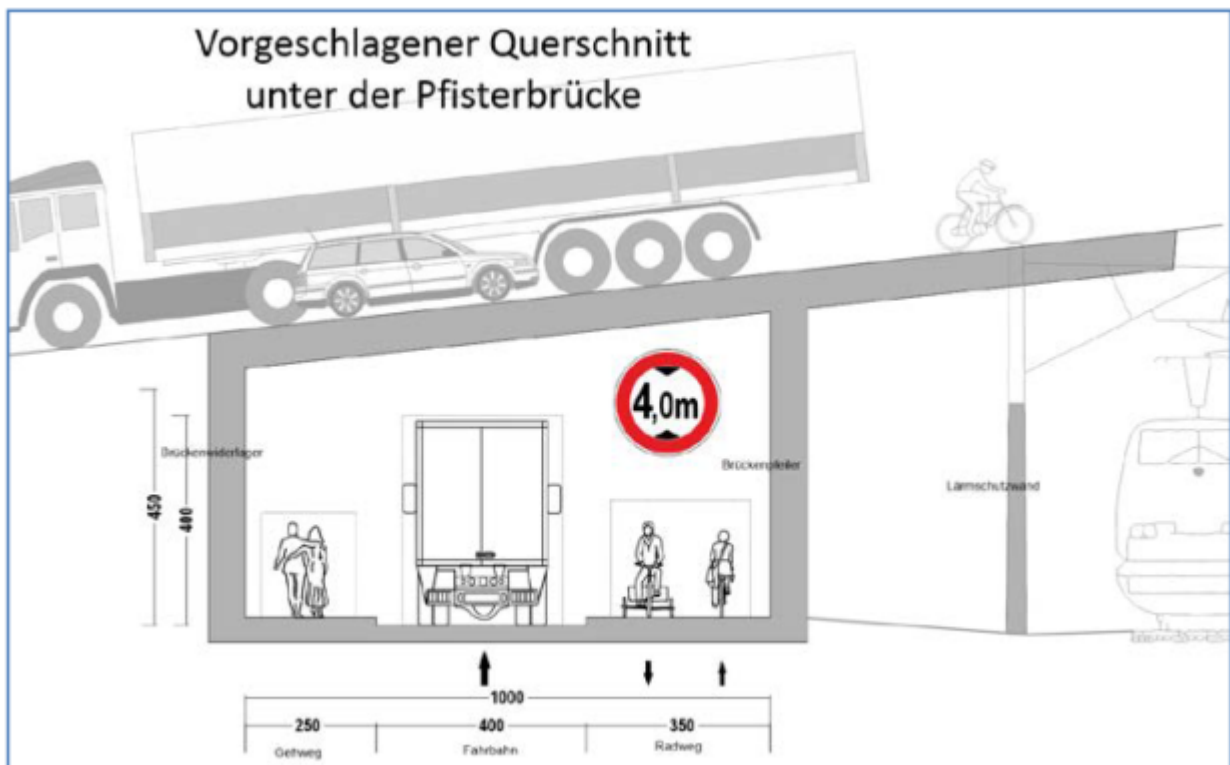 Vorgeschlagener Querschnitt
unter der Pfisterbrücke
4,0m
Brückenwiderlager
Brückenpfeiler
Lärmschutzwand
450
400
1000
250
400
350
Gehweg
Fahrbahn
Radweg